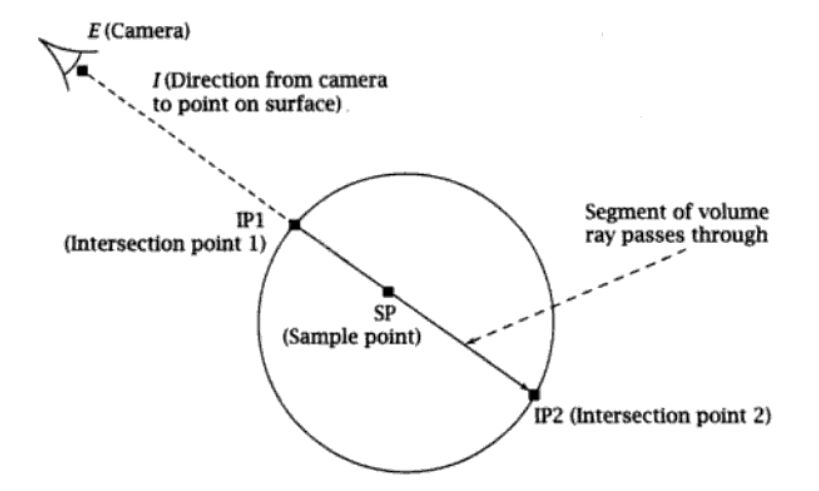 E (Camera)
I (Direction from camera
to point on surface)
IP1
(Intersection point 1)
Segment of volume
ray passes through
SP
(Sample point)
IP2 (Intersection point 2)